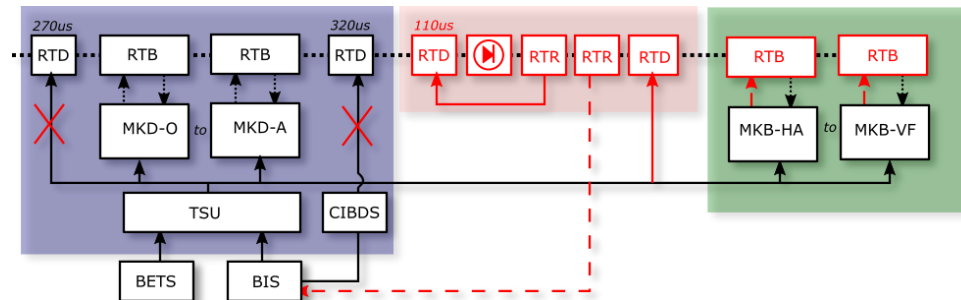 270us
320us
110us
RTD
RTB
RTB
RTD
RTD
RTR
RTR
RTD
RTB
RTB
MKD-O
to
MKD-A
MKB-HA
to
MKB-VF
TSU
CIBDS
BETS
BIS